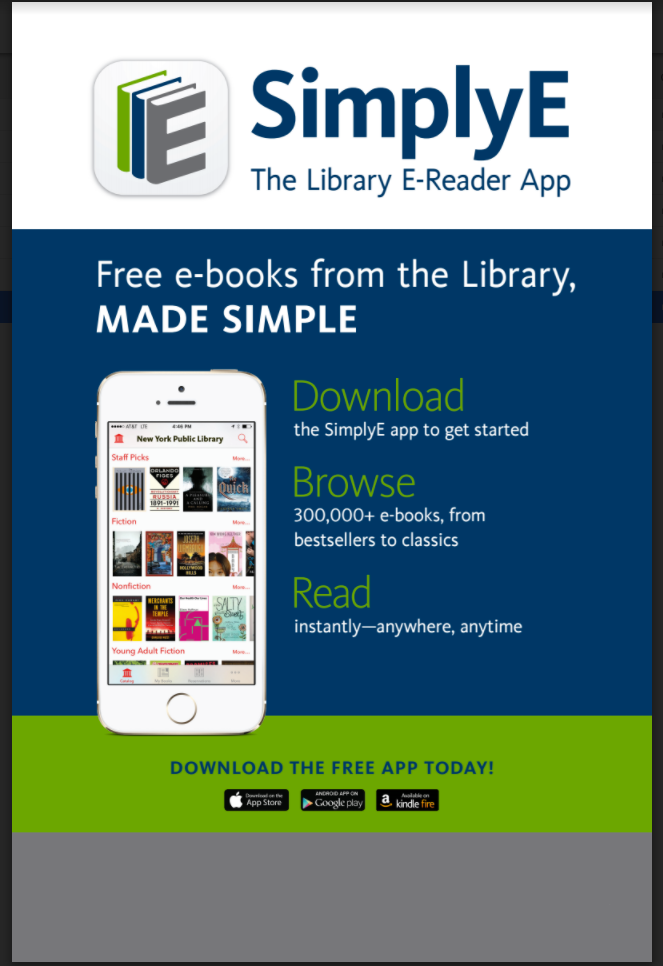 SimplyE
The Library E-Reader App
Free e-books from the Library,
MADE SIMPLE
Download
the SimplyE app to get started
Browse
300,000+ e-books, from
bestsellers to classics
Read
instantly—anywhere, anytime
AT&T LTE 4:46 PM
New York Public Library
Staff Picks More...
ORLANDO
FIGES
RUSSIA
1891-1991
Quick
Fiction More...
Nonfiction More...
MERCHANTS
IN THE
TEMPLE
SALTY
Young Adult Fiction More...
Catalog
More
DOWNLOAD THE FREE APP TODAY!
Download on the
App Store
ANDROID APP ON
Google play
Available on
kindle fire